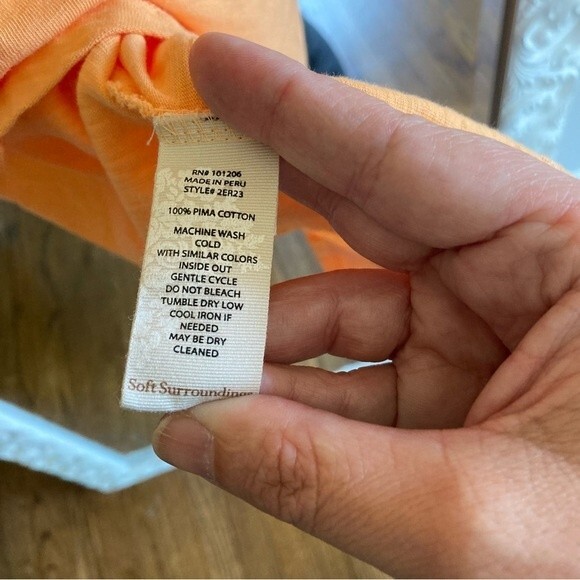 RN# 101206
MADE IN PERU
STYLE# 2ER23
100% PIMA COTTON
MACHINE WASH
COLD
WITH SIMILAR COLORS
INSIDE OUT
GENTLE CYCLE
DO NOT BLEACH
TUMBLE DRY LOW
COOL IRON IF
NEEDED
MAY BE DRY
CLEANED
Soft Surroundings